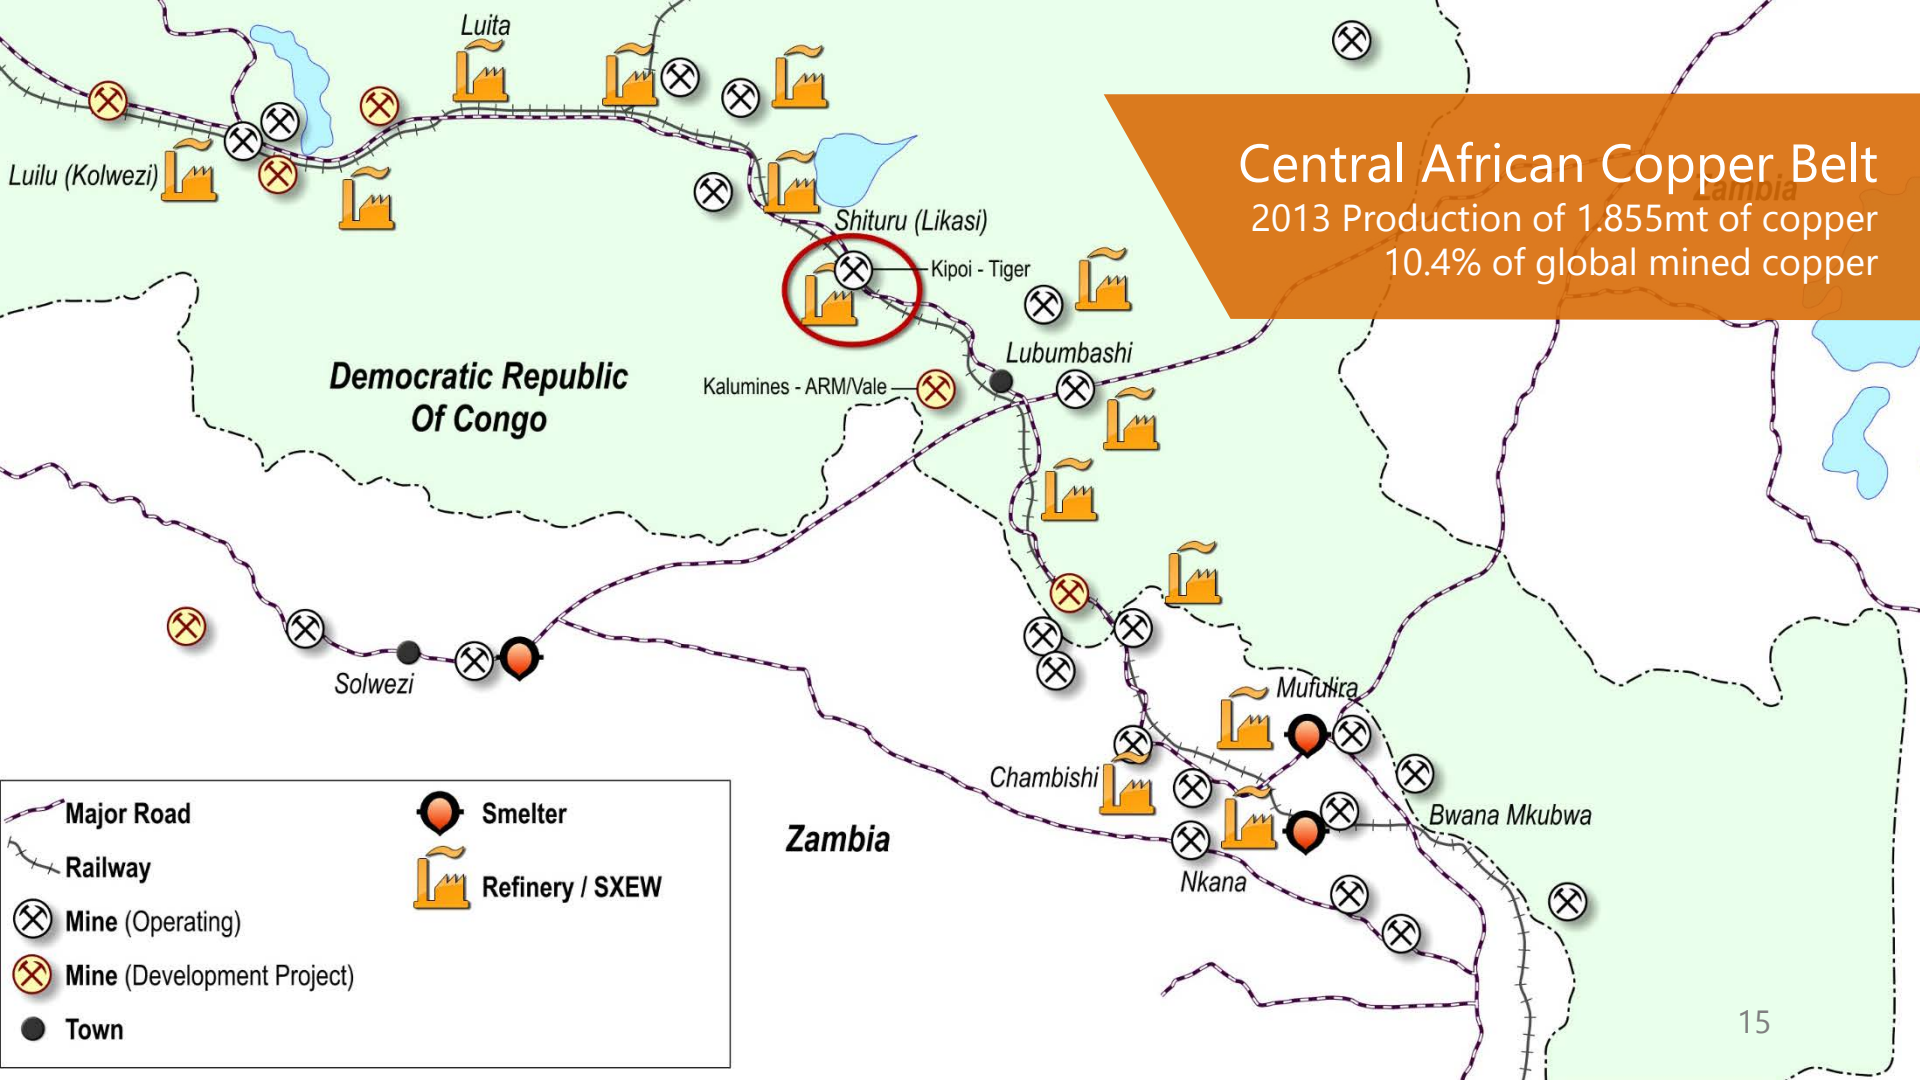 Luita
Luilu (Kolwezi)
Shituru (Likasi)
Kipoi - Tiger
Central African Copper Belt
Zambia
2013 Production of 1.855mt of copper
10.4% of global mined copper
Lubumbashi
Democratic Republic
Of Congo
Kalumines - ARM/Vale
Solwezi
Mufulira
Chambishi
Bwana Mkubwa
Zambia
Nkana
Major Road
Railway
Mine (Operating)
Mine (Development Project)
Town
Smelter
Refinery / SXEW
15